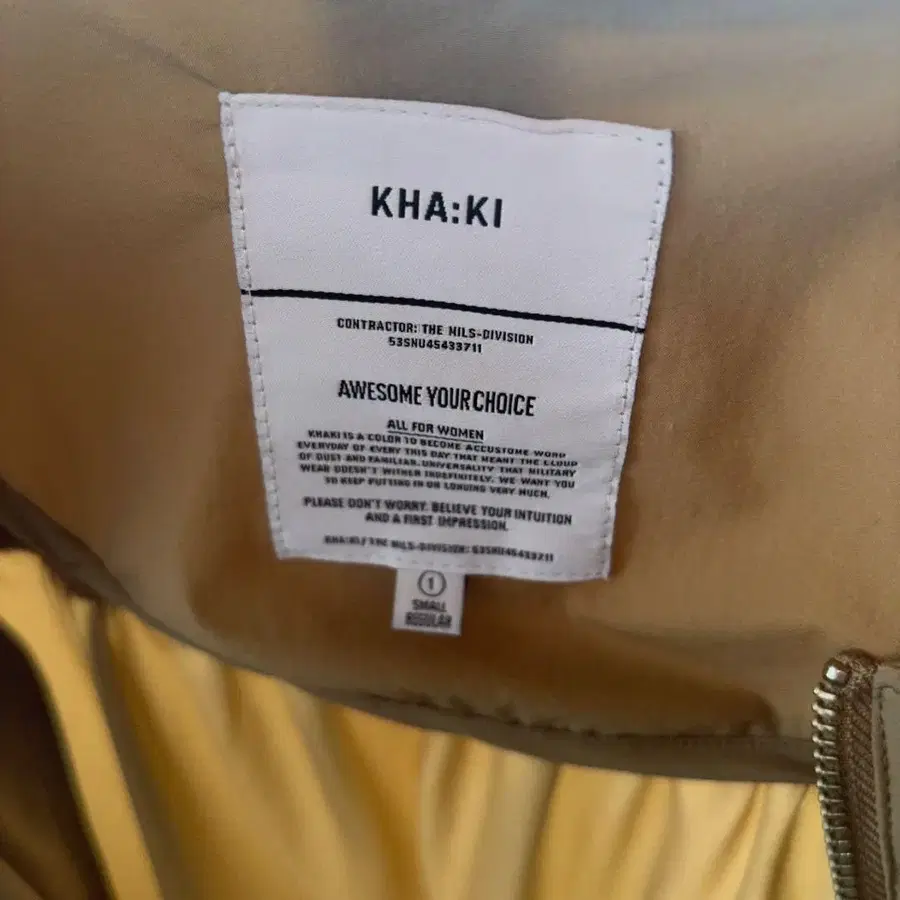 KHA:KI
CONTRACTOR: THE NILS-DIVISION
53SNU45433711
AWESOME YOUR CHOICE
ALL FOR WOMEN
KHAKI IS A COLOR TO BECOME ACCUSTOME WORD
EVERYDAY OF EVERY THIS DAY THAT MEANT THE CLOUD
OF DUST AND FAMILIAR. UNIVERSALITY THAT MILITARY
WEAR DOESN'T WITHER INDEFINITELY. WE WANT YOU
TO KEEP PUTTING IN ON LONGING VERY MUCH.
PLEASE DON'T WORRY. BELIEVE YOUR INTUITION
AND A FIRST IMPRESSION.
KHA:KI / THE NILS-DIVISION: 53SNU45433711
1
SMALL
REGULAR